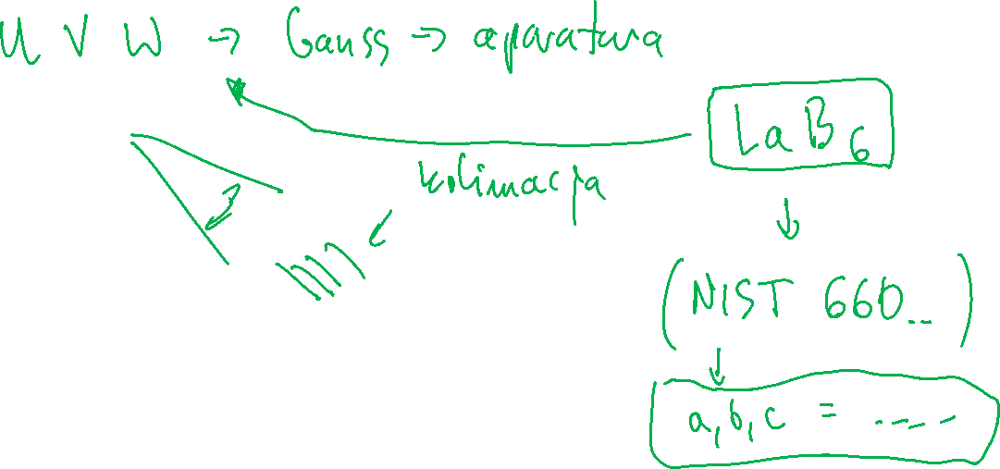 U V W → Gauss → aparatura
LaB₆
kolimacja
(NIST 660...)
a, b, c = ....